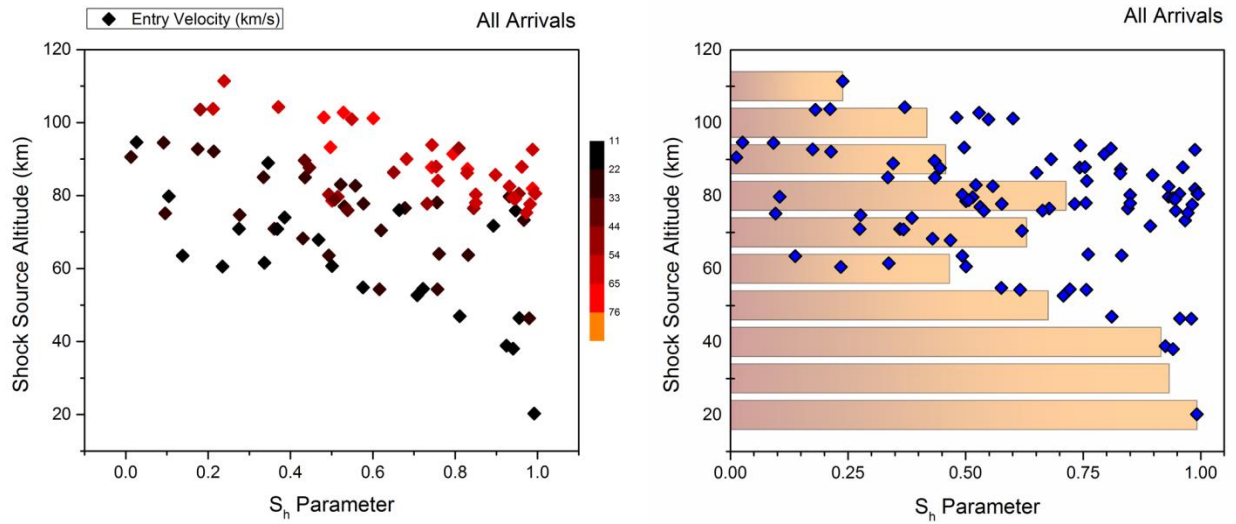 Entry Velocity (km/s)
All Arrivals
Shock Source Altitude (km)
120
100
80
60
40
20
0.0 0.2 0.4 0.6 0.8 1.0
Sₕ Parameter
11
22
33
44
54
65
76
All Arrivals
Shock Source Altitude (km)
120
100
80
60
40
20
0.00 0.25 0.50 0.75 1.00
Sₕ Parameter